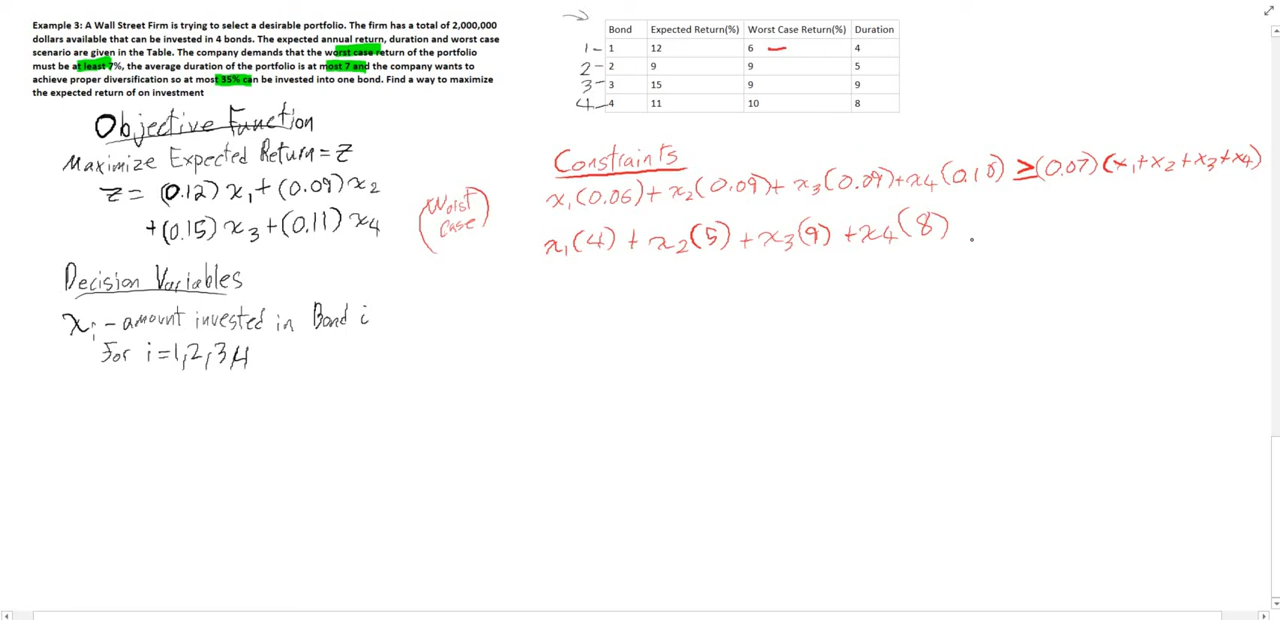 Example 3: A Wall Street Firm is trying to select a desirable portfolio. The firm has a total of 2,000,000
dollars available that can be invested in 4 bonds. The expected annual return, duration and worst case
scenario are given in the Table. The company demands that the worst case return of the portfolio
must be at least 7%, the average duration of the portfolio is at most 7 and the company wants to
achieve proper diversification so at most 35% can be invested into one bond. Find a way to maximize
the expected return of on investment
Bond Expected Return(%) Worst Case Return(%) Duration
1- 1 12 6 4
2- 2 9 9 5
3- 3 15 9 9
4- 4 11 10 8
Objective Function
Maximize Expected Return = Z
Z = (0.12) x1 + (0.09) x2
+ (0.15) x3 + (0.11) x4
Decision Variables
xi - amount invested in Bond i
For i = 1,2,3,4
Constraints
(Worst
Case)
x1(0.06) + x2(0.09) + x3(0.09) + x4(0.10) ≥ (0.07)(x1+x2+x3+x4)
x1(4) + x2(5) + x3(9) + x4(8)